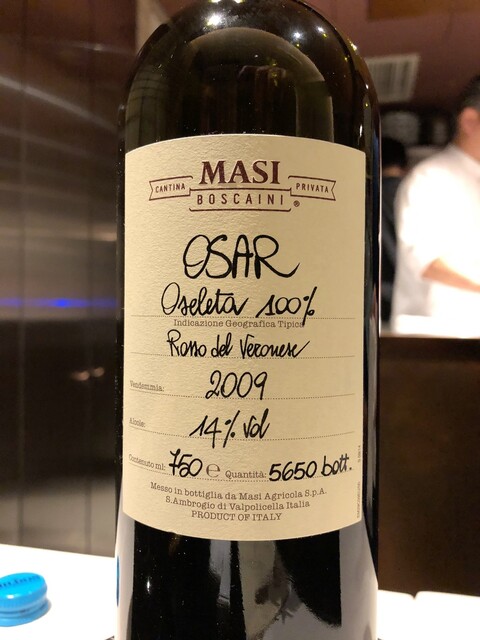 MASI
CANTINA PRIVATA
BOSCAINI ®
OSAR
Oseleta 100%
Indicazione Geografica Tipica
Rosso del Veronese
Vendemmia: 2009
Alcole: 14% vol
Contenuto ml: 750 ℮ Quantità: 5650 bott.
Messo in bottiglia da Masi Agricola S.p.A.
S.Ambrogio di Valpolicella Italia
PRODUCT OF ITALY